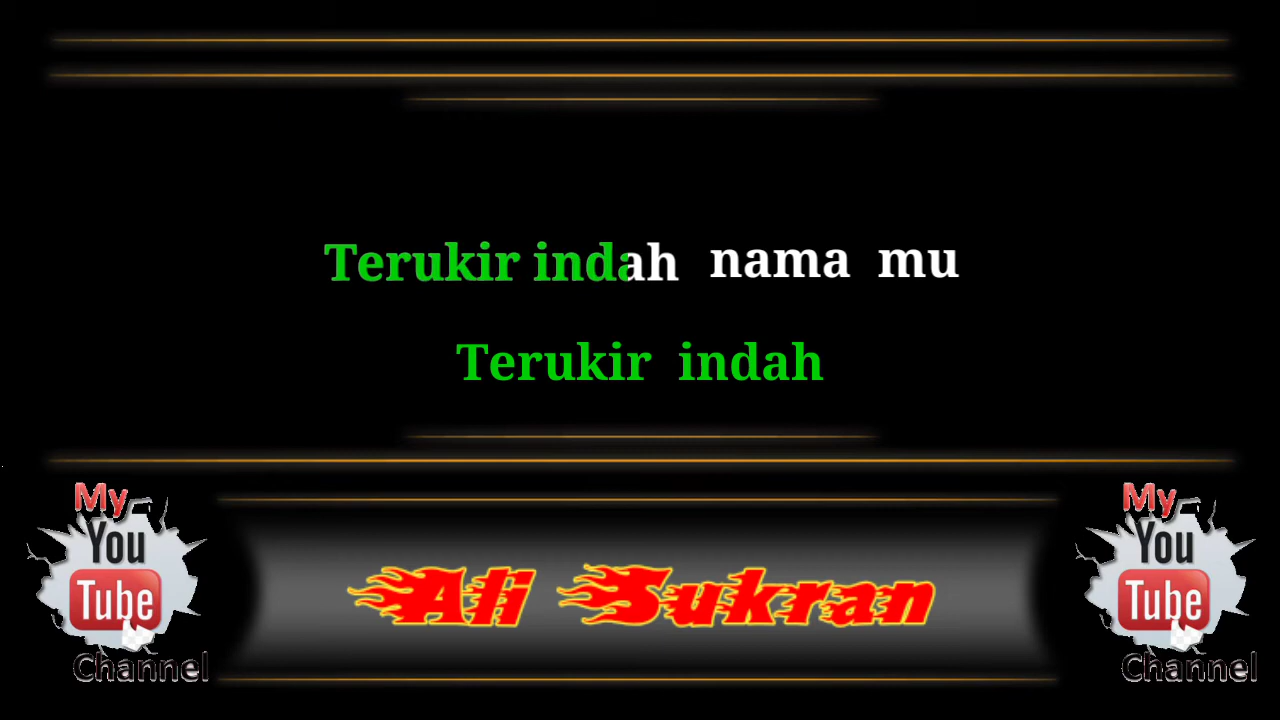 Terukir indah nama mu
Terukir indah
My
You
Tube
Channel
Ali Sukran
My
You
Tube
Channel